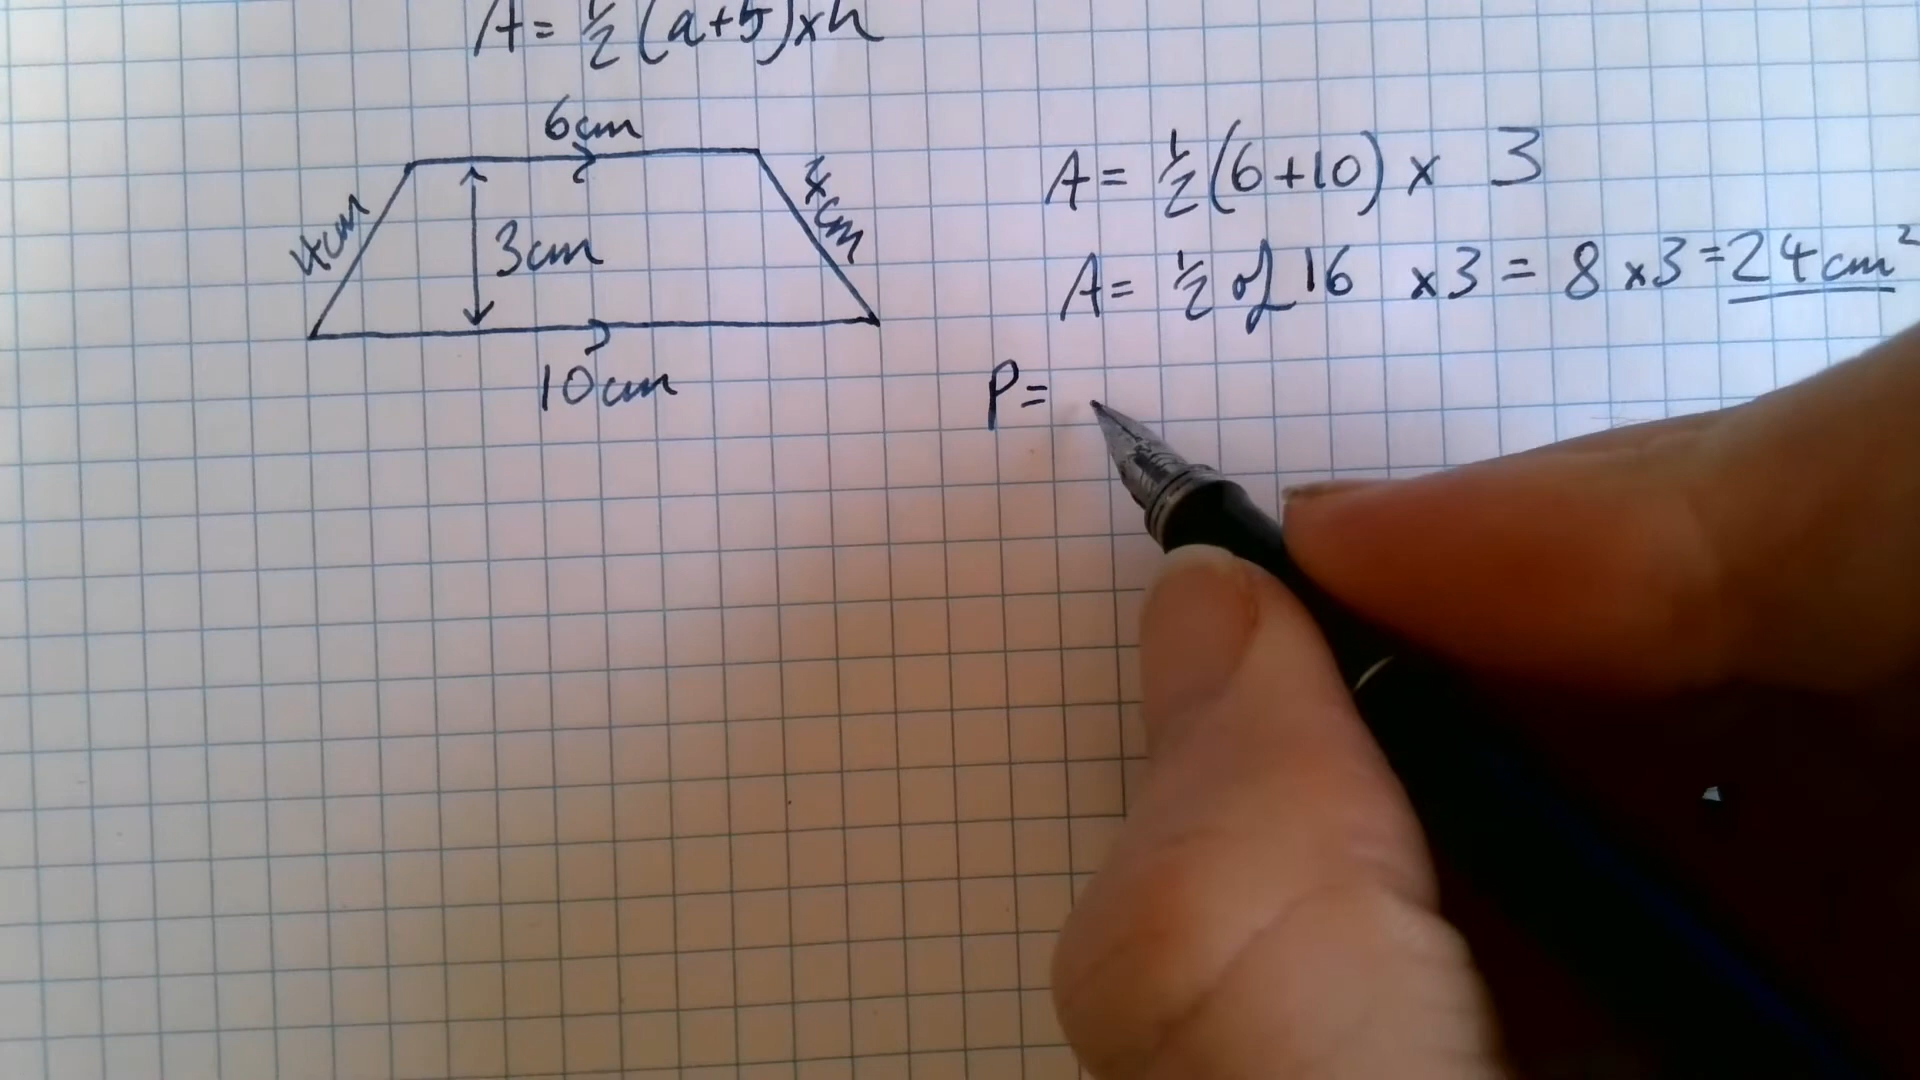 A= ½(a+b)xh
6cm
4cm
3cm
4cm
10cm
A= ½(6+10) x 3
A= ½ of 16 x3 = 8 x3 = 24cm²
P=